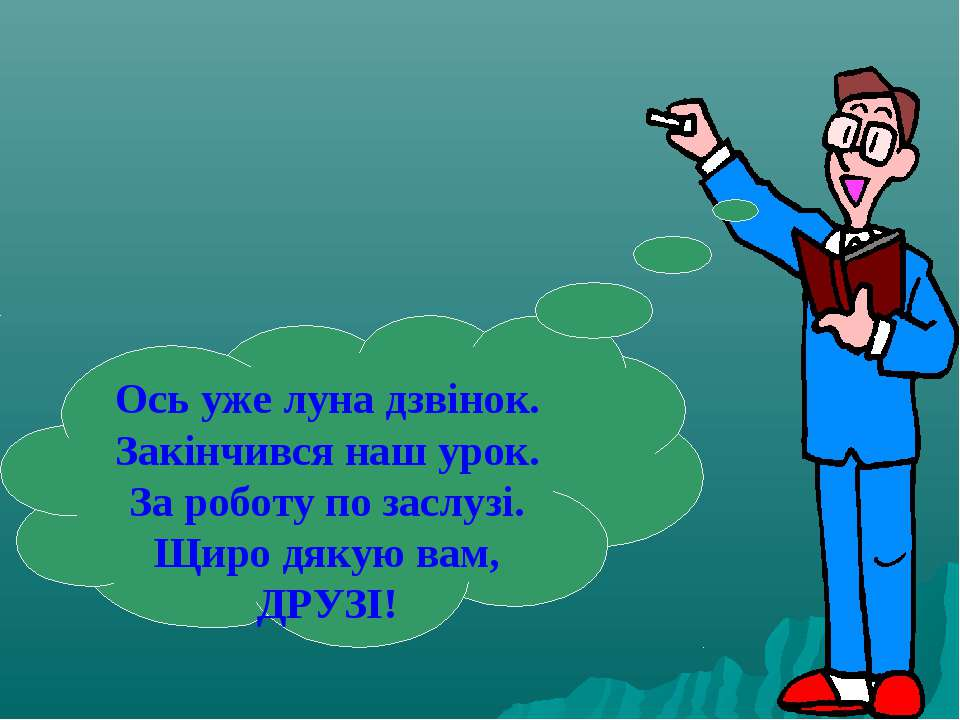 Ось уже луна дзвінок.
Закінчився наш урок.
За роботу по заслузі.
Щиро дякую вам,
ДРУЗІ!